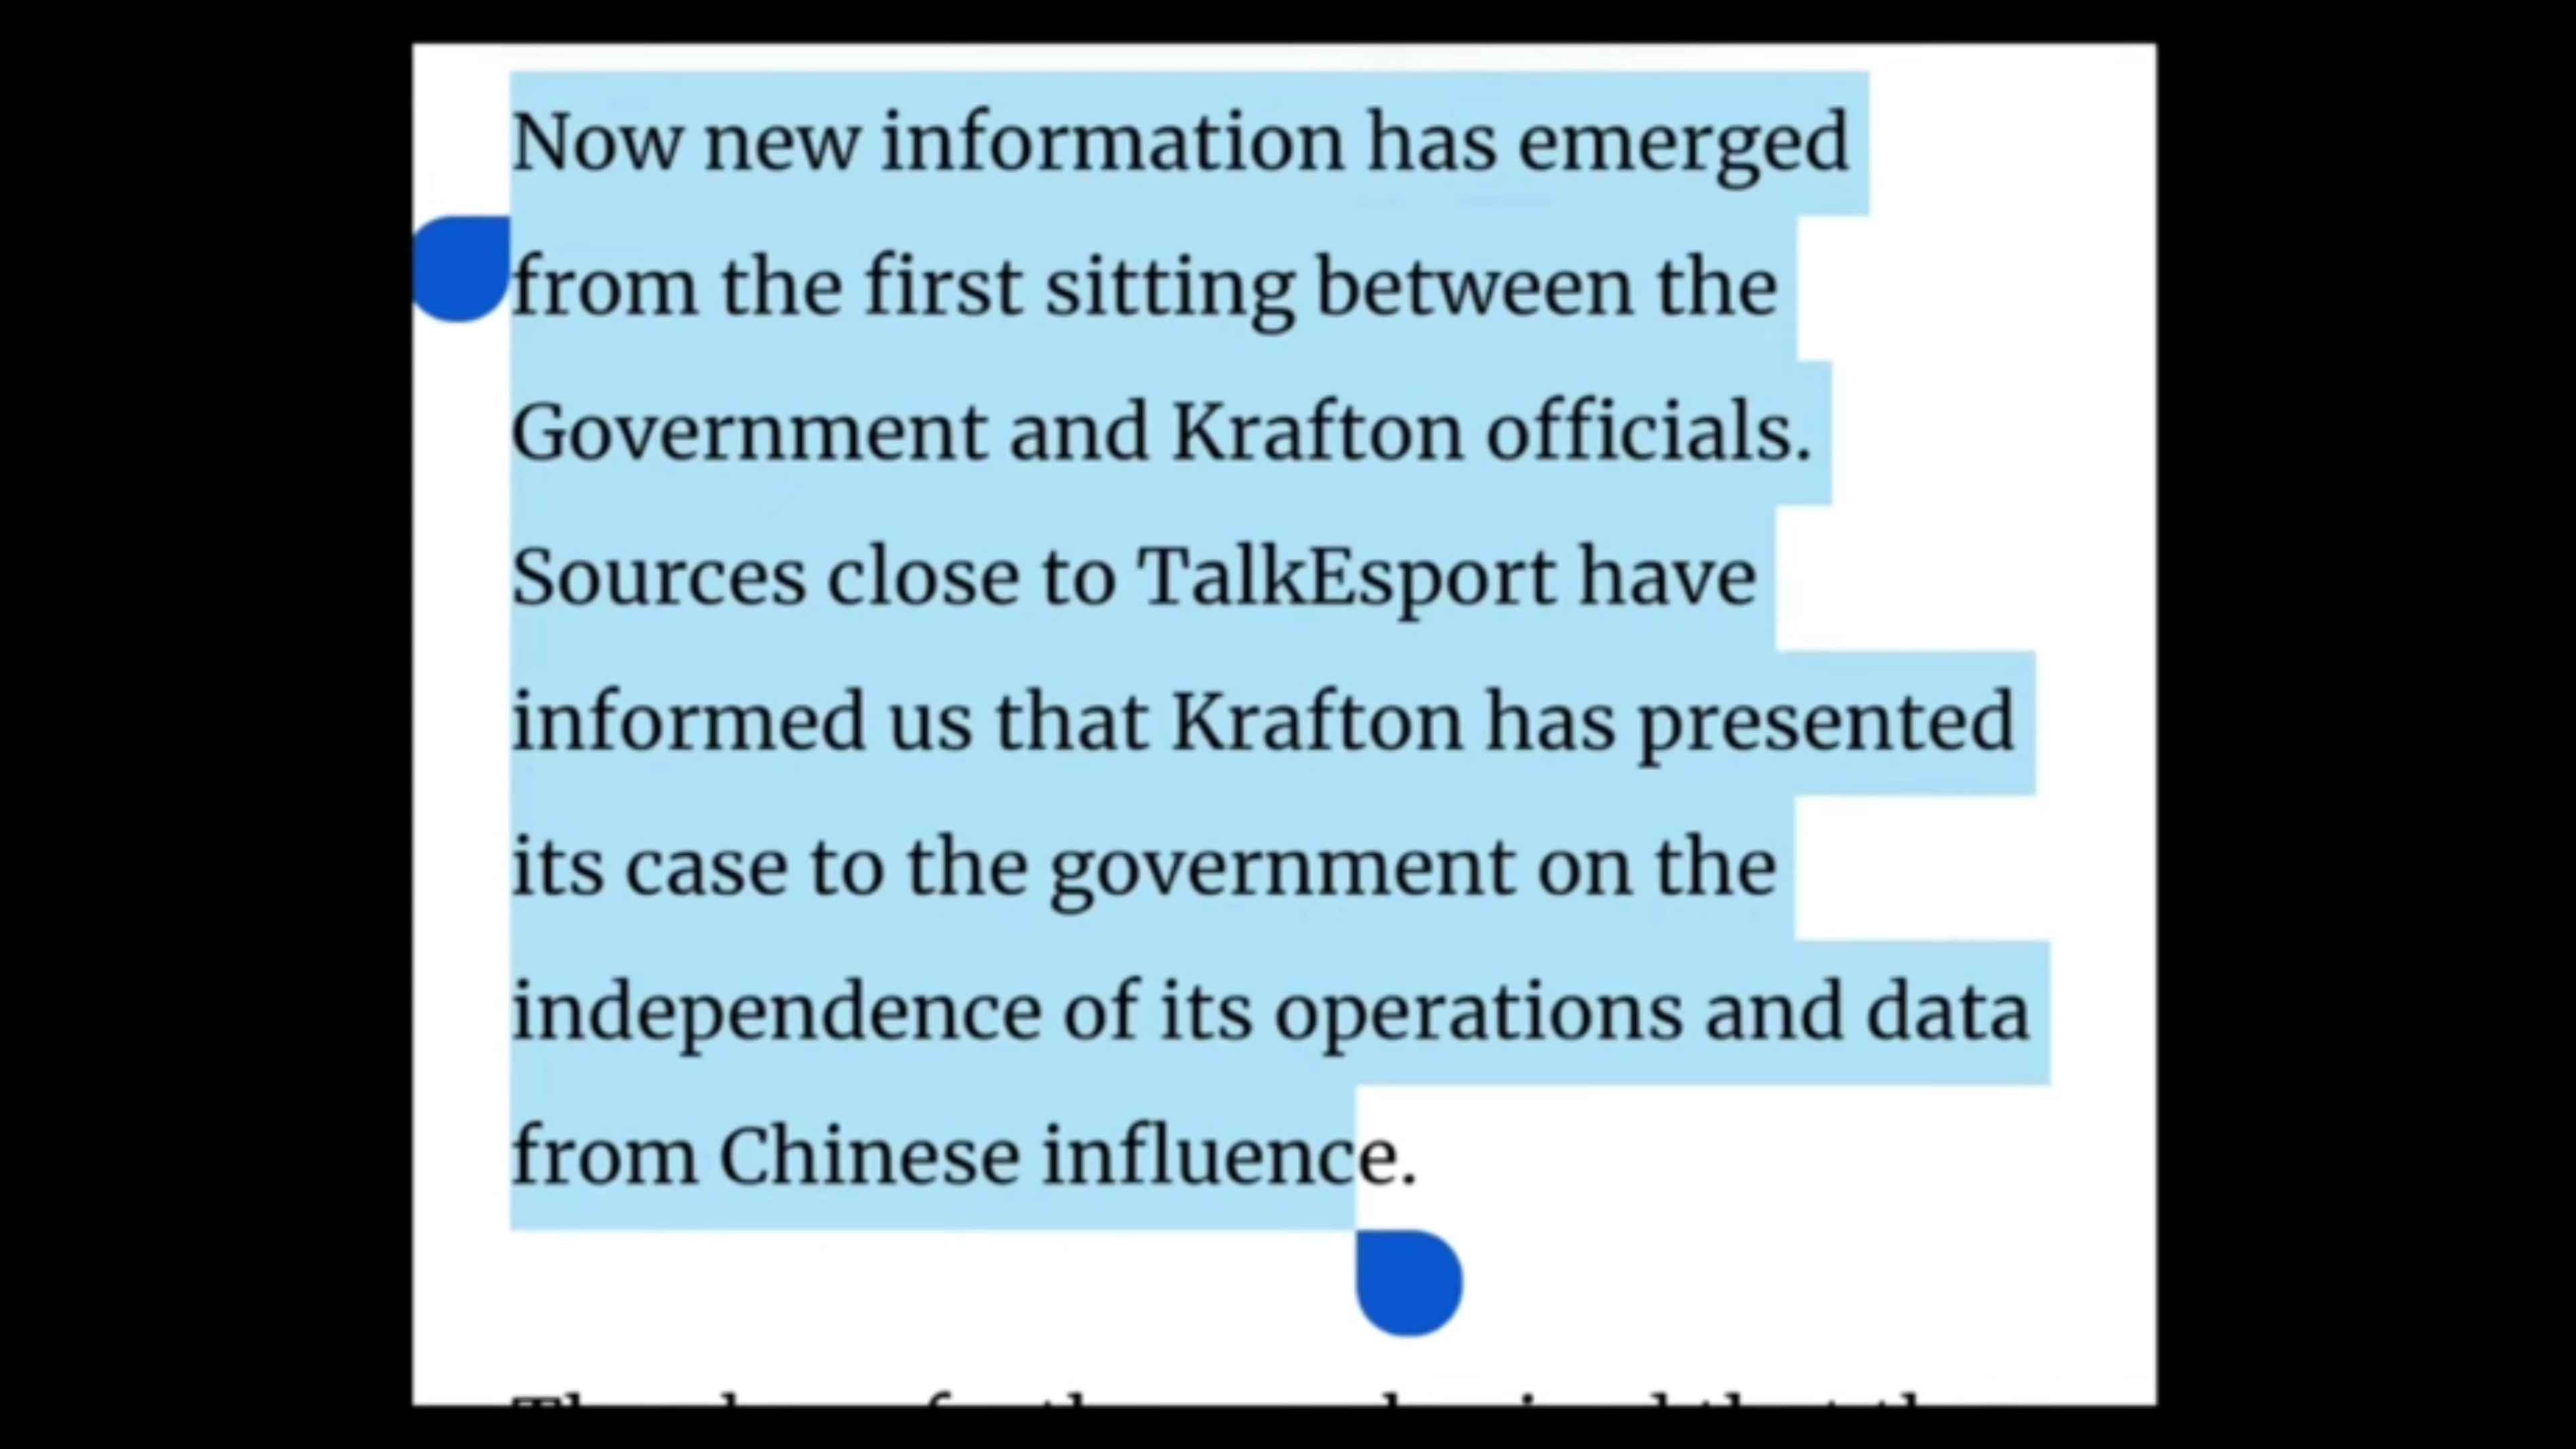 Now new information has emerged
from the first sitting between the
Government and Krafton officials.
Sources close to TalkEsport have
informed us that Krafton has presented
its case to the government on the
independence of its operations and data
from Chinese influence.